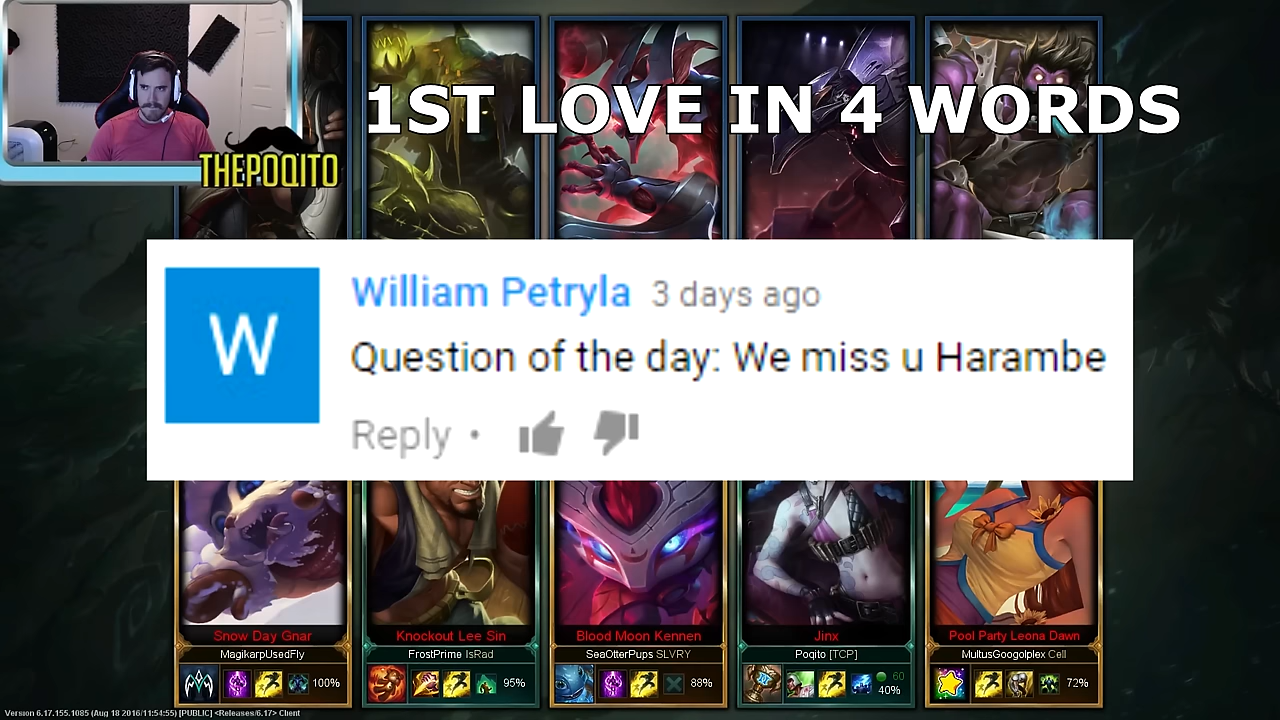 1ST LOVE IN 4 WORDS
THEPOQITO
W
William Petryla 3 days ago
Question of the day: We miss u Harambe
Reply •
Snow Day Gnar
MagikarpUsedFly
100%
Knockout Lee Sin
FrostPrime IsRad
95%
Blood Moon Kennen
SeaOtterPups SLVRY
88%
Jinx
Poqito [TCP]
60
40%
Pool Party Leona Dawn
MultusGoogolplex Cell
72%
Version 6.17.155.1085 (Aug 18 2016/11:54:55) [PUBLIC] <Releases/6.17> Client